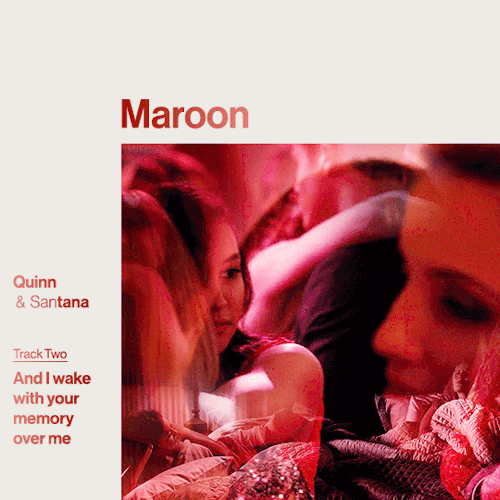 Maroon
Quinn
& Santana
Track Two
And I wake
with your
memory
over me